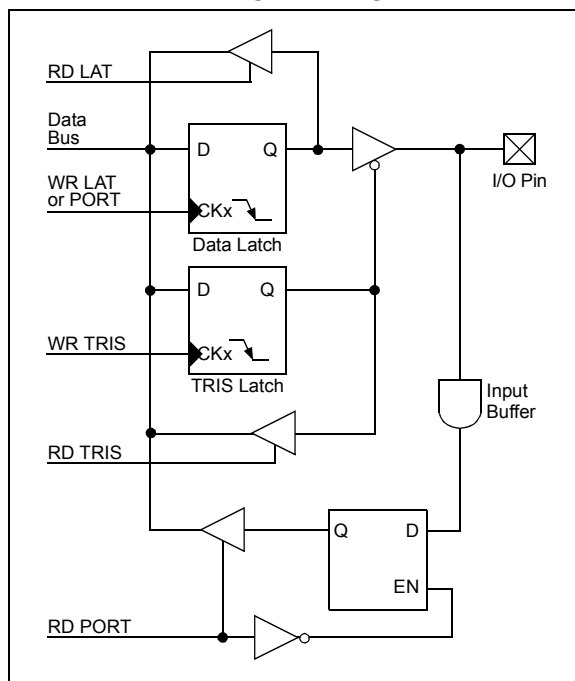 RD LAT
Data
Bus
D
Q
I/O Pin
WR LAT
or PORT
CKx
Data Latch
D
Q
WR TRIS
CKx
TRIS Latch
Input
Buffer
RD TRIS
Q
D
EN
RD PORT